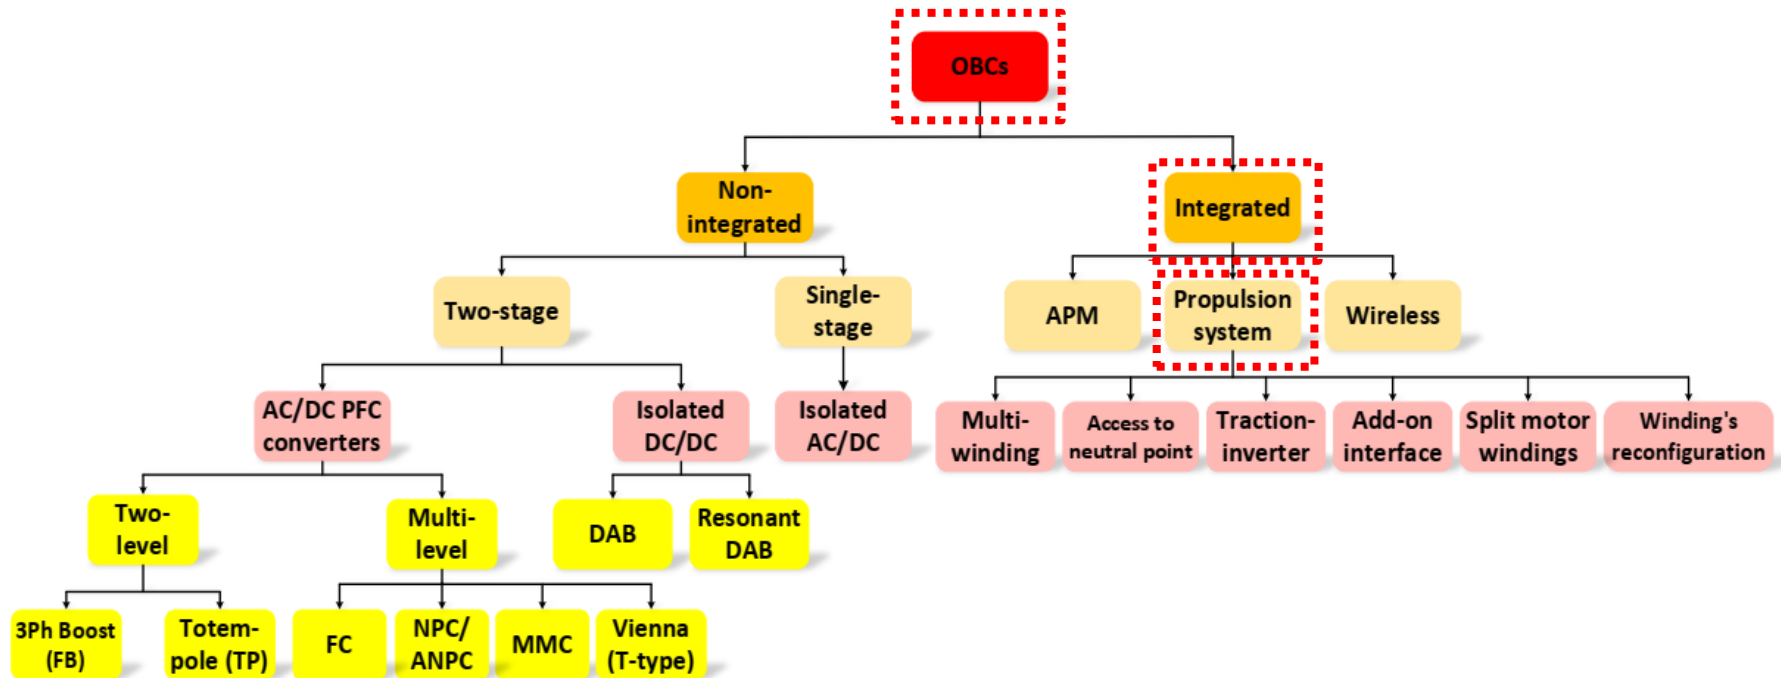 OBCs
Non-
integrated
Integrated
Two-stage
Single-
stage
APM
Propulsion
system
Wireless
AC/DC PFC
converters
Isolated
DC/DC
Isolated
AC/DC
Multi-
winding
Access to
neutral point
Traction-
inverter
Add-on
interface
Split motor
windings
Winding's
reconfiguration
Two-
level
Multi-
level
DAB
Resonant
DAB
3Ph Boost
(FB)
Totem-
pole (TP)
FC
NPC/
ANPC
MMC
Vienna
(T-type)